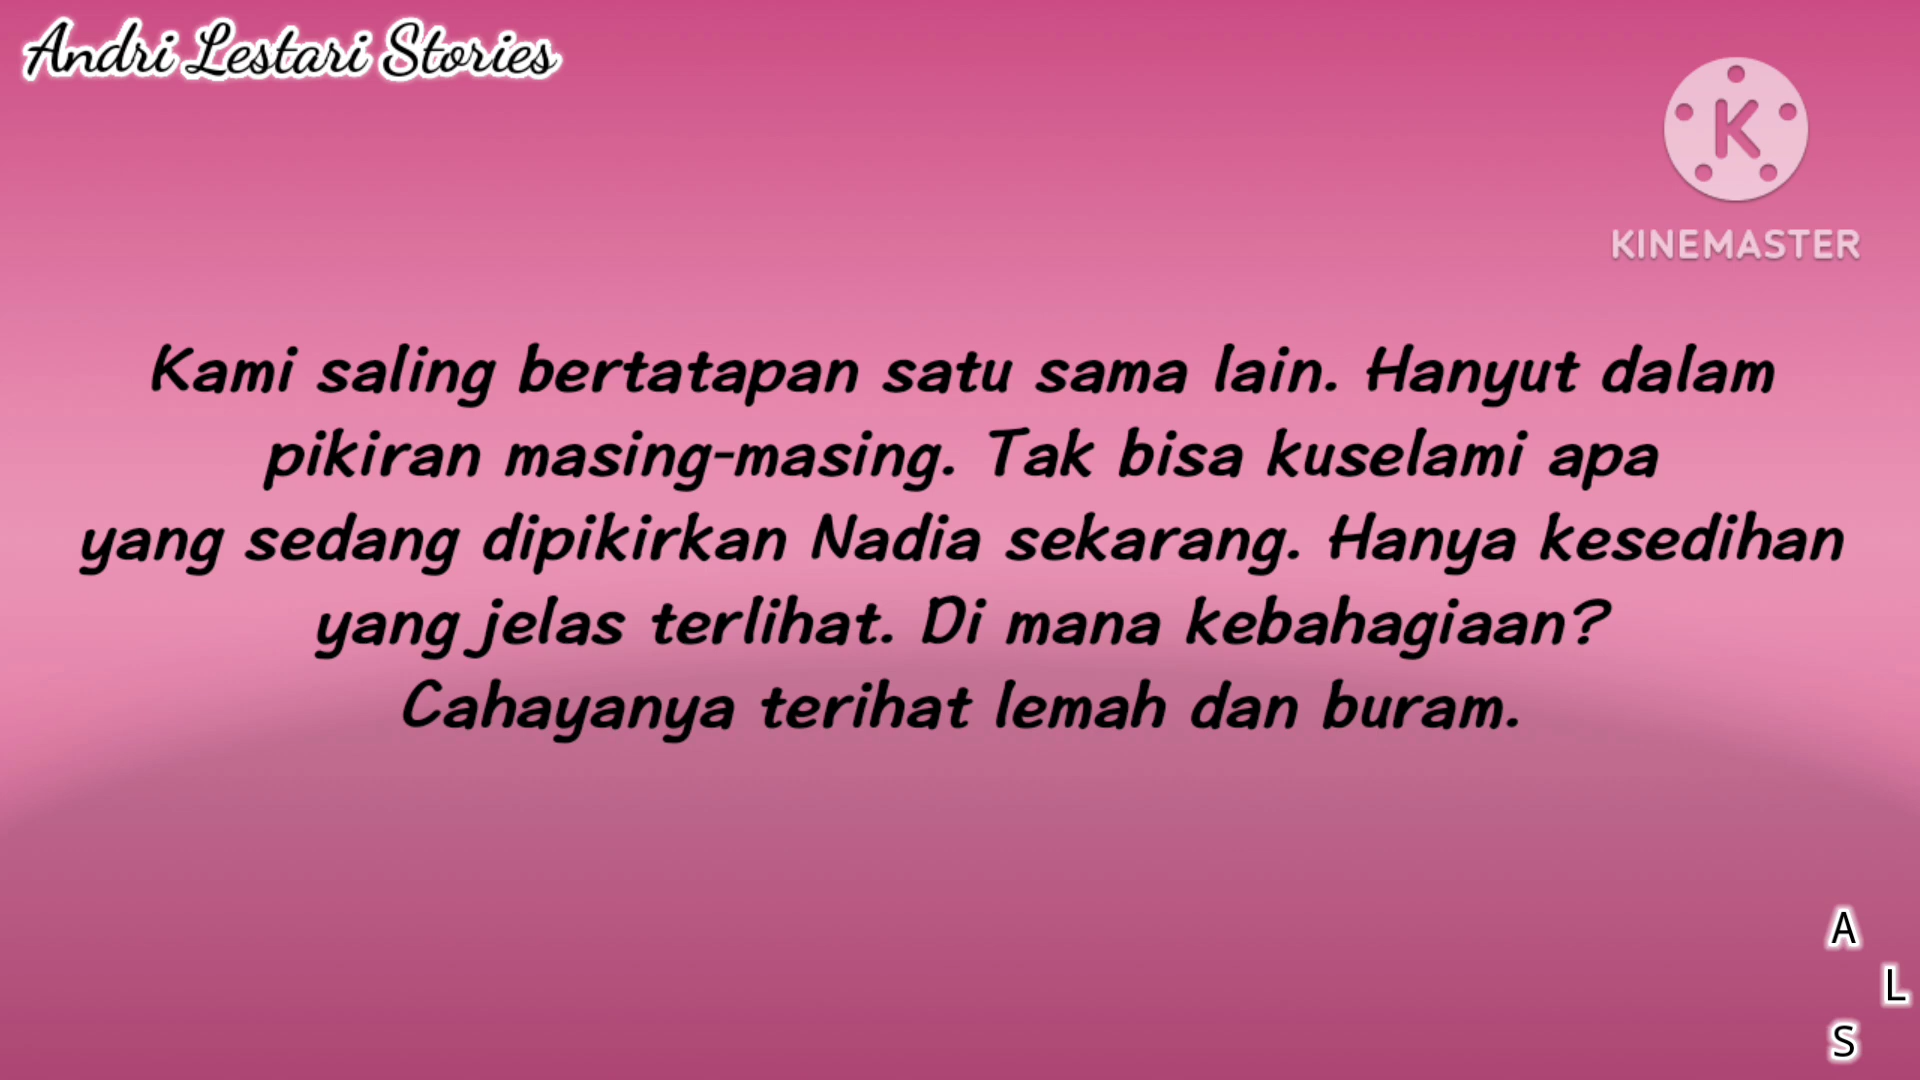 Andri Lestari Stories
K
KINEMASTER
Kami saling bertatapan satu sama lain. Hanyut dalam
pikiran masing-masing. Tak bisa kuselami apa
yang sedang dipikirkan Nadia sekarang. Hanya kesedihan
yang jelas terlihat. Di mana kebahagiaan?
Cahayanya terihat lemah dan buram.
A
L
S